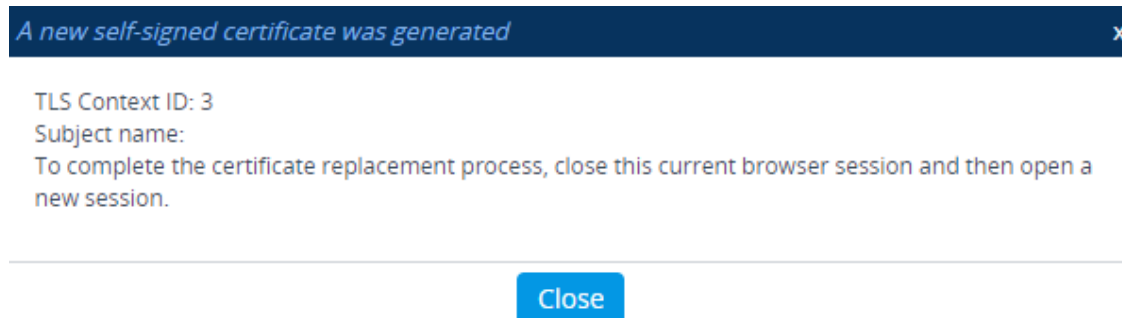 A new self-signed certificate was generated
x
TLS Context ID: 3
Subject name:
To complete the certificate replacement process, close this current browser session and then open a
new session.
Close